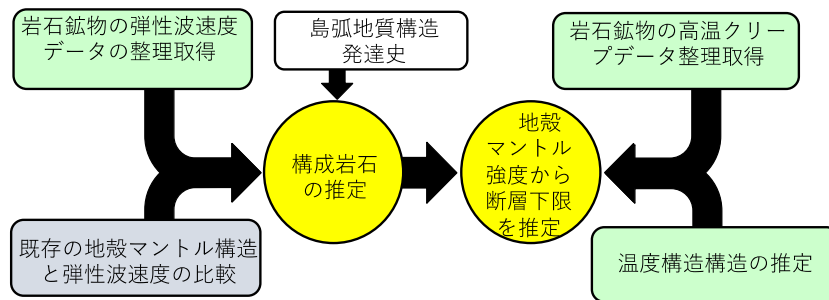 岩石鉱物の弾性波速度
データの整理取得
島弧地質構造
発達史
岩石鉱物の高温クリー
プデータ整理取得
構成岩石
の推定
地殻
マントル
強度から
断層下限
を推定
既存の地殻マントル構造
と弾性波速度の比較
温度構造構造の推定